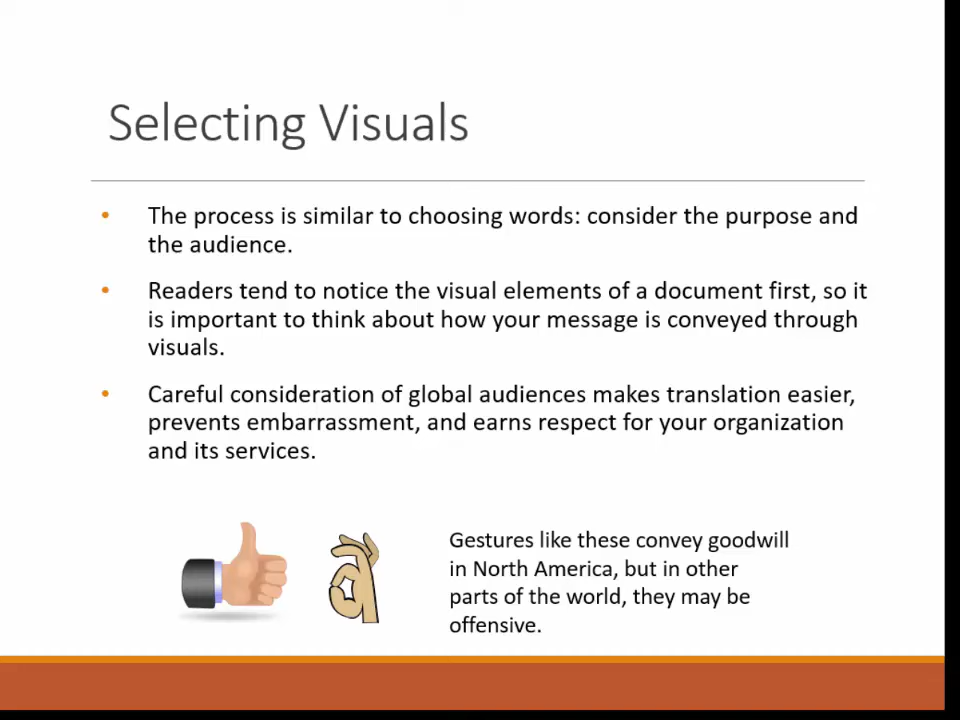 Selecting Visuals
• The process is similar to choosing words: consider the purpose and
the audience.
• Readers tend to notice the visual elements of a document first, so it
is important to think about how your message is conveyed through
visuals.
• Careful consideration of global audiences makes translation easier,
prevents embarrassment, and earns respect for your organization
and its services.
Gestures like these convey goodwill
in North America, but in other
parts of the world, they may be
offensive.